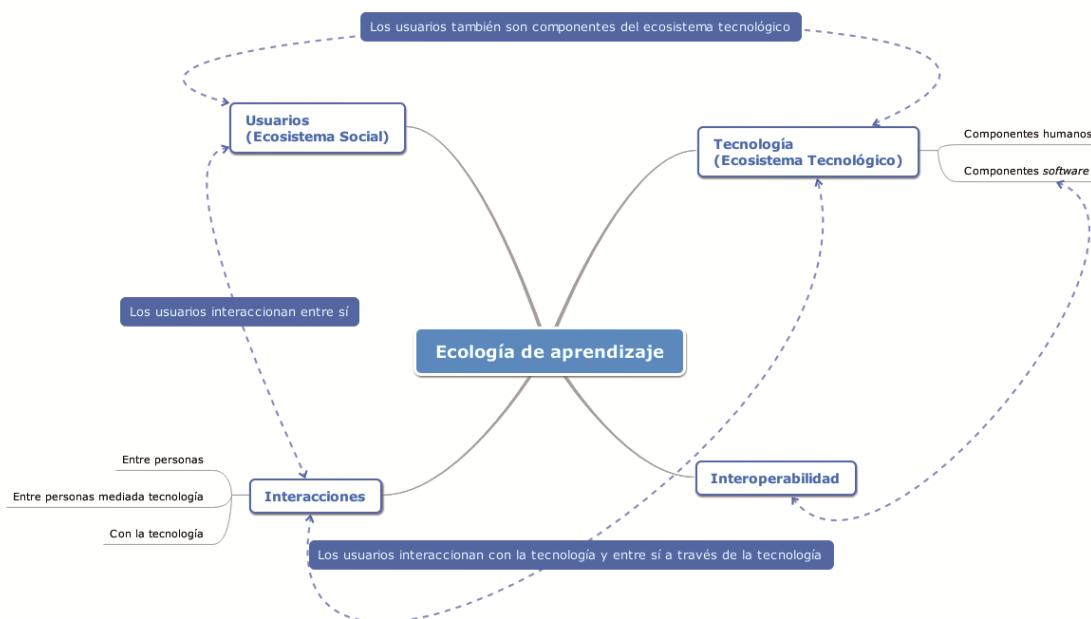 Los usuarios también son componentes del ecosistema tecnológico
Usuarios
(Ecosistema Social)
Tecnología
(Ecosistema Tecnológico)
Componentes humanos
Componentes software
Los usuarios interaccionan entre sí
Ecología de aprendizaje
Entre personas
Entre personas mediada tecnología
Con la tecnología
Interacciones
Interoperabilidad
Los usuarios interaccionan con la tecnología y entre sí a través de la tecnología